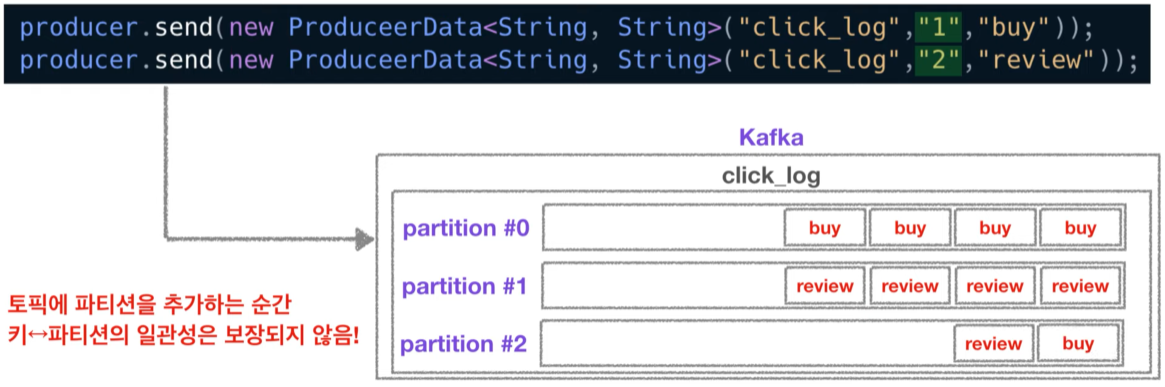 producer.send(new ProduceerData<String, String>("click_log","1","buy"));
producer.send(new ProduceerData<String, String>("click_log","2","review"));
Kafka
click_log
partition #0
buy buy buy buy
partition #1
review review review review
토픽에 파티션을 추가하는 순간
키↔파티션의 일관성은 보장되지 않음!
partition #2
review buy